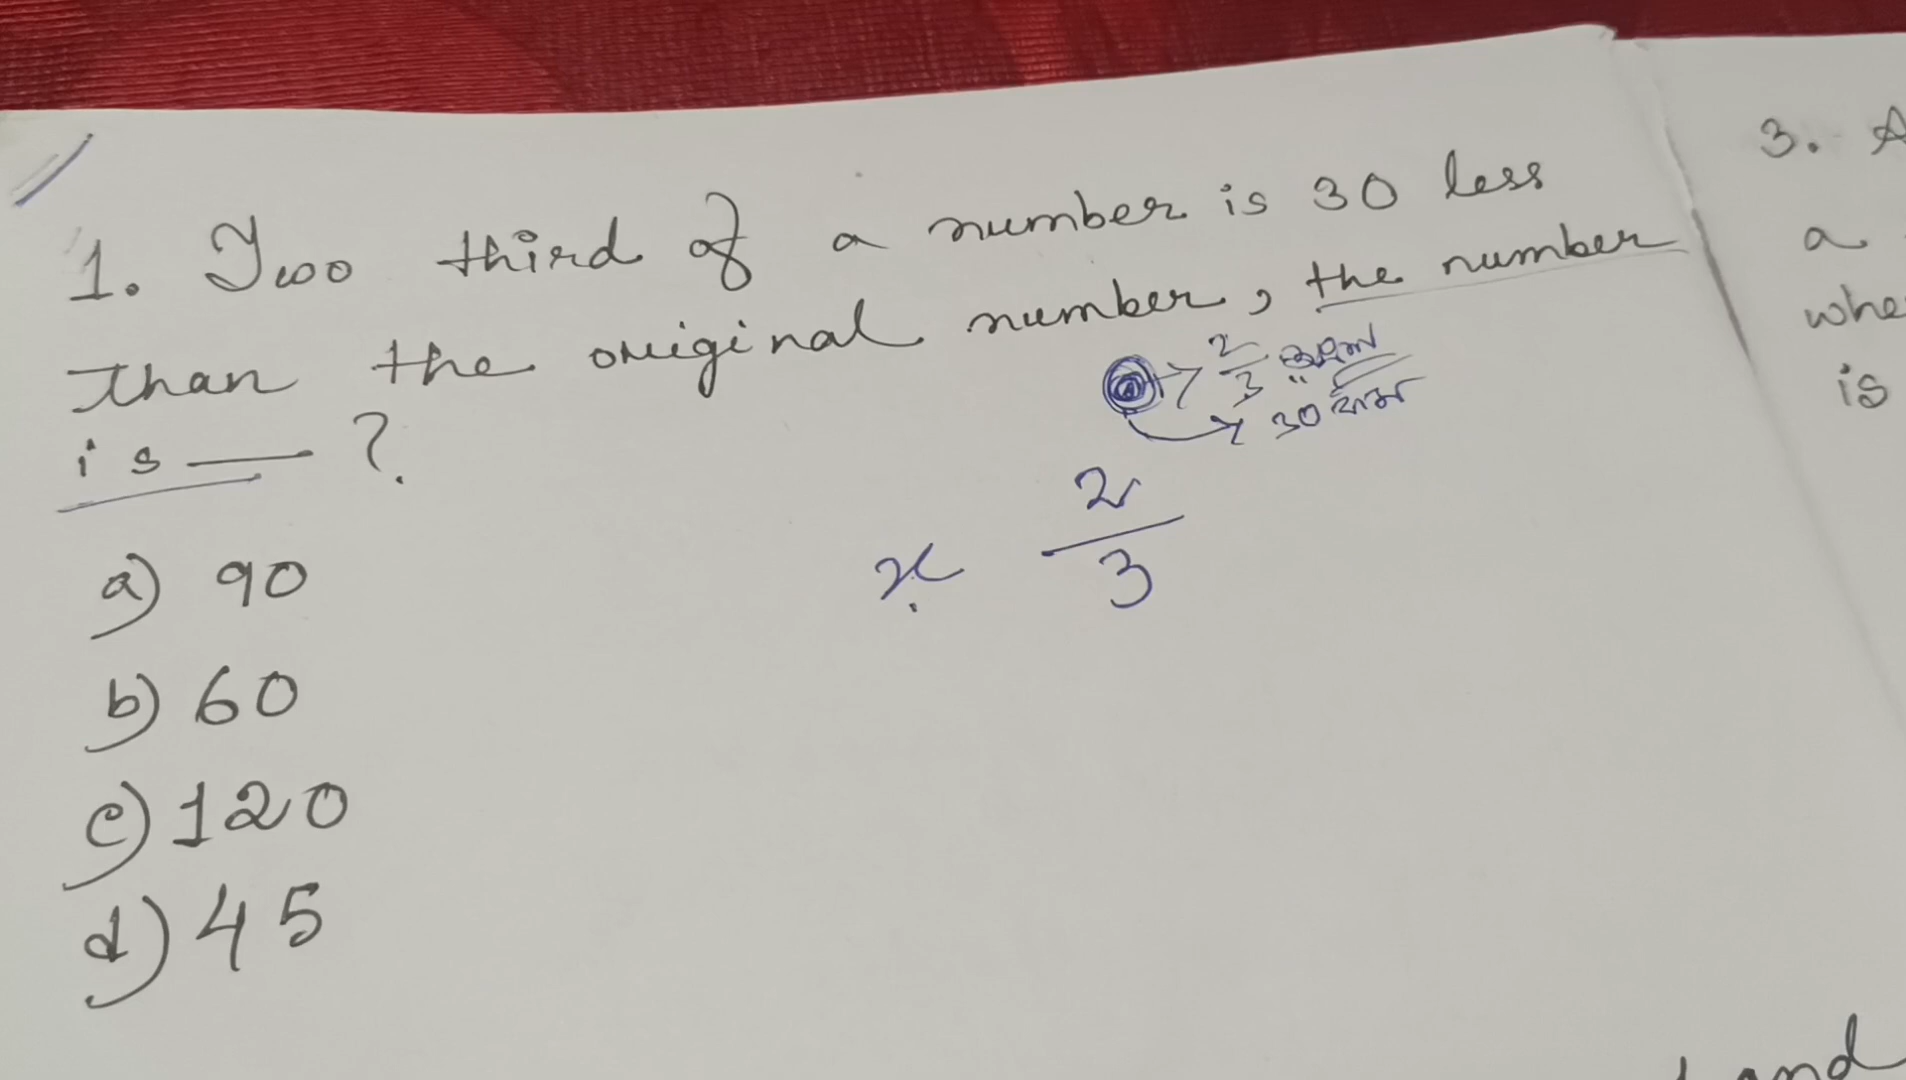 1. Two third of a number is 30 less
than the original number, the number
is — ?
2/3
30 কম
x 2/3
a) 90
b) 60
c) 120
d) 45
3. A
a
whe
is
and